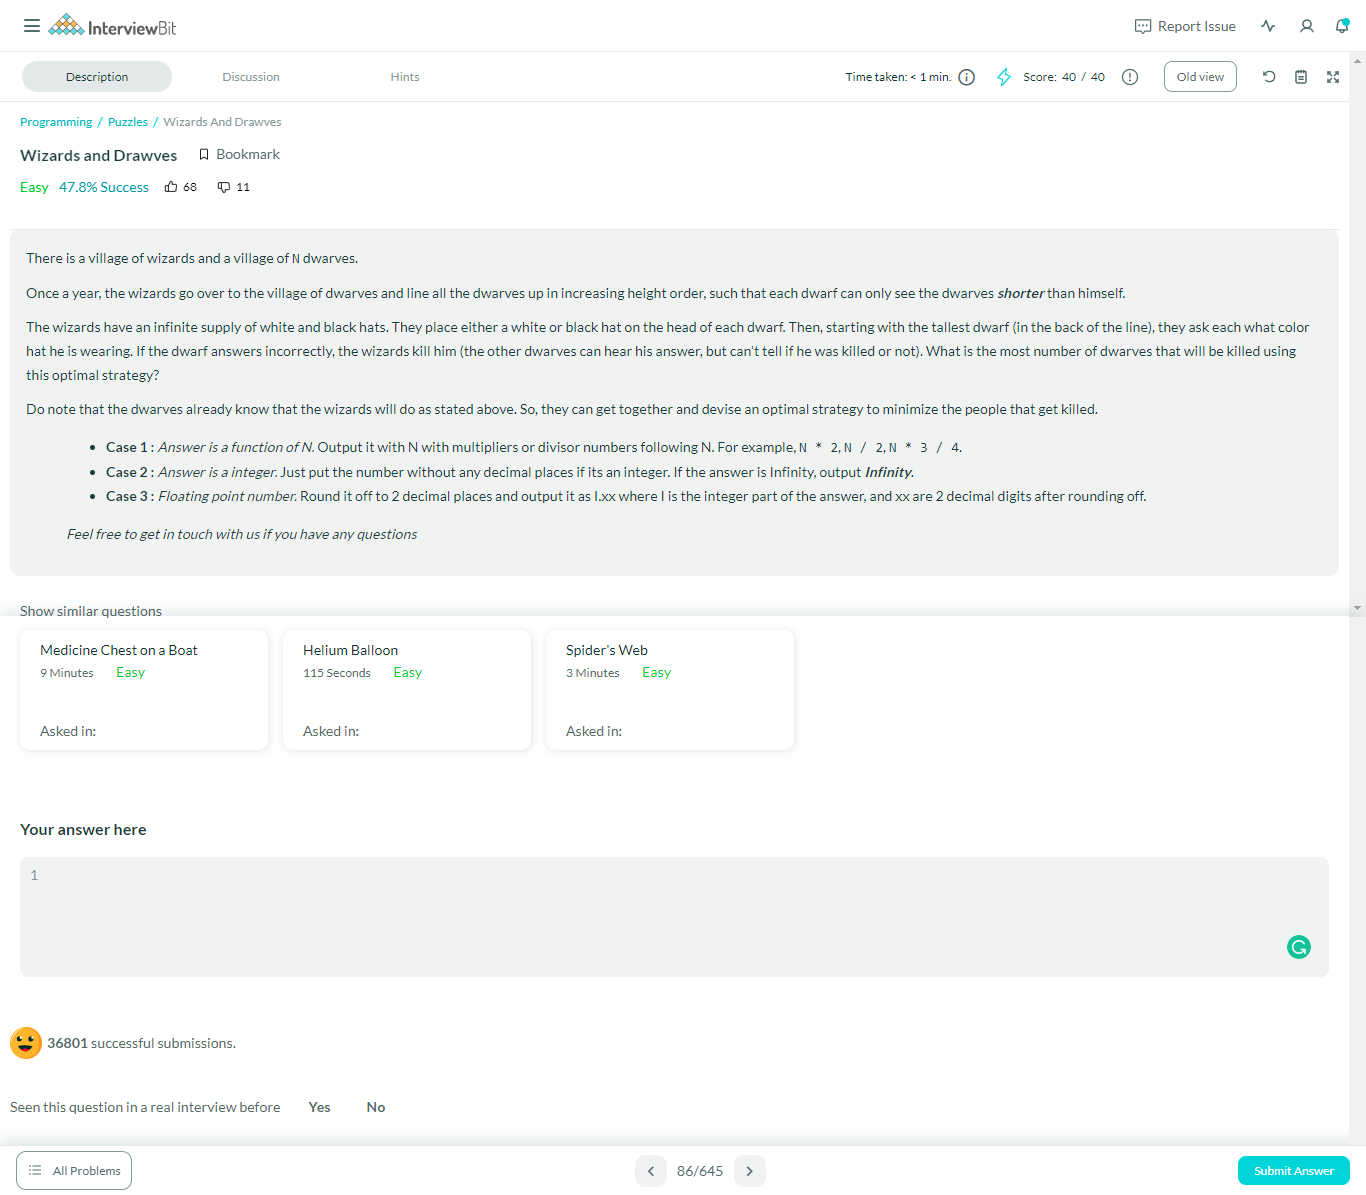 InterviewBit
Report Issue
Description
Discussion
Hints
Time taken: < 1 min.
Score: 40 / 40
Old view
Programming / Puzzles / Wizards And Drawves
Wizards and Drawves
Bookmark
Easy 47.8% Success 68 11
There is a village of wizards and a village of N dwarves.
Once a year, the wizards go over to the village of dwarves and line all the dwarves up in increasing height order, such that each dwarf can only see the dwarves shorter than himself.
The wizards have an infinite supply of white and black hats. They place either a white or black hat on the head of each dwarf. Then, starting with the tallest dwarf (in the back of the line), they ask each what color
hat he is wearing. If the dwarf answers incorrectly, the wizards kill him (the other dwarves can hear his answer, but can't tell if he was killed or not). What is the most number of dwarves that will be killed using
this optimal strategy?
Do note that the dwarves already know that the wizards will do as stated above. So, they can get together and devise an optimal strategy to minimize the people that get killed.
• Case 1 : Answer is a function of N. Output it with N with multipliers or divisor numbers following N. For example, N * 2, N / 2, N * 3 / 4.
• Case 2 : Answer is a integer. Just put the number without any decimal places if its an integer. If the answer is Infinity, output Infinity.
• Case 3 : Floating point number. Round it off to 2 decimal places and output it as I.xx where I is the integer part of the answer, and xx are 2 decimal digits after rounding off.
Feel free to get in touch with us if you have any questions
Show similar questions
Medicine Chest on a Boat
9 Minutes Easy
Asked in:
Helium Balloon
115 Seconds Easy
Asked in:
Spider's Web
3 Minutes Easy
Asked in:
Your answer here
1
36801 successful submissions.
Seen this question in a real interview before Yes No
All Problems
86/645
Submit Answer